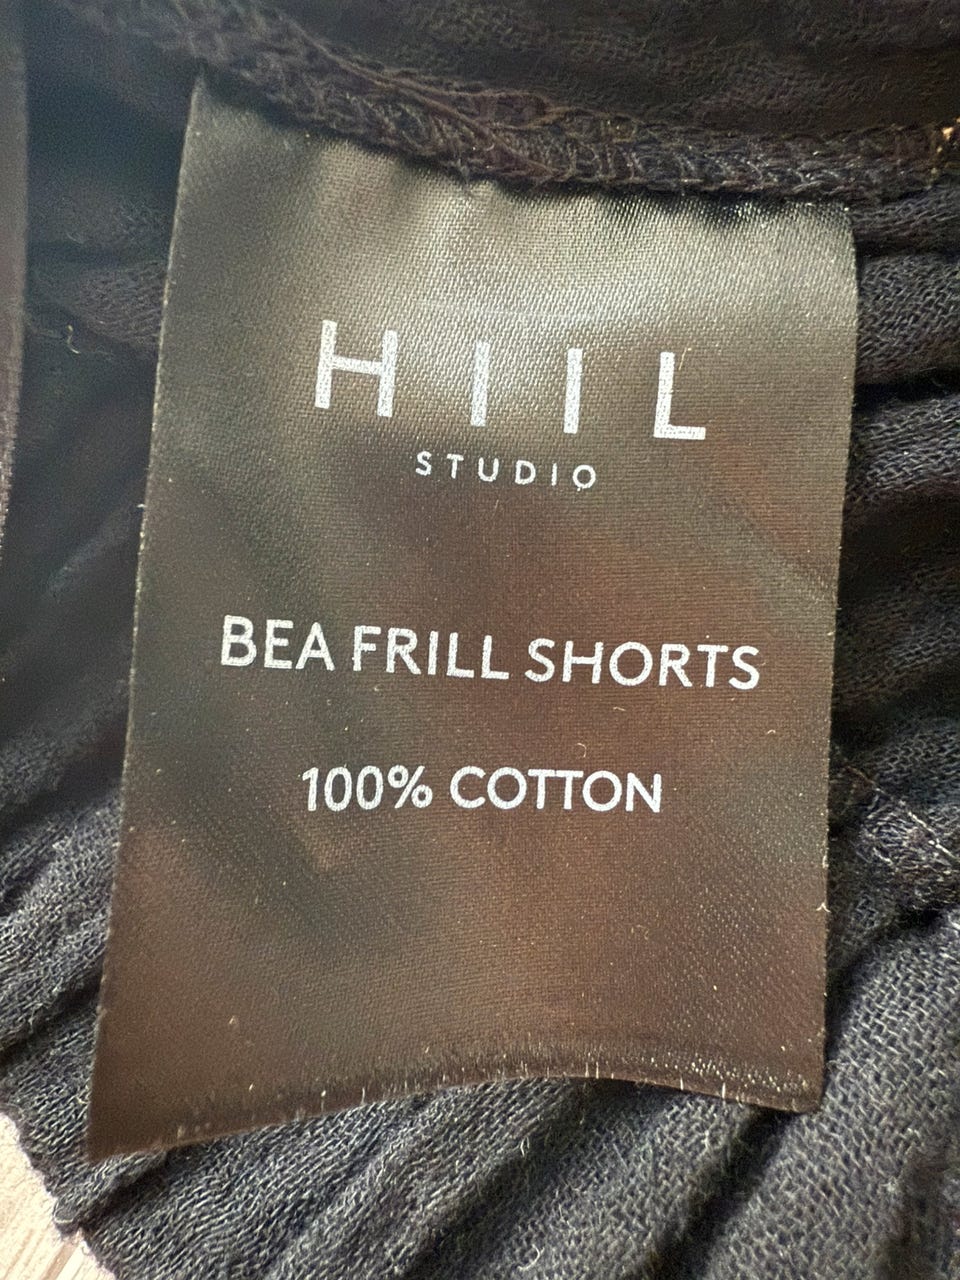 HIIL
STUDIO
BEA FRILL SHORTS
100% COTTON